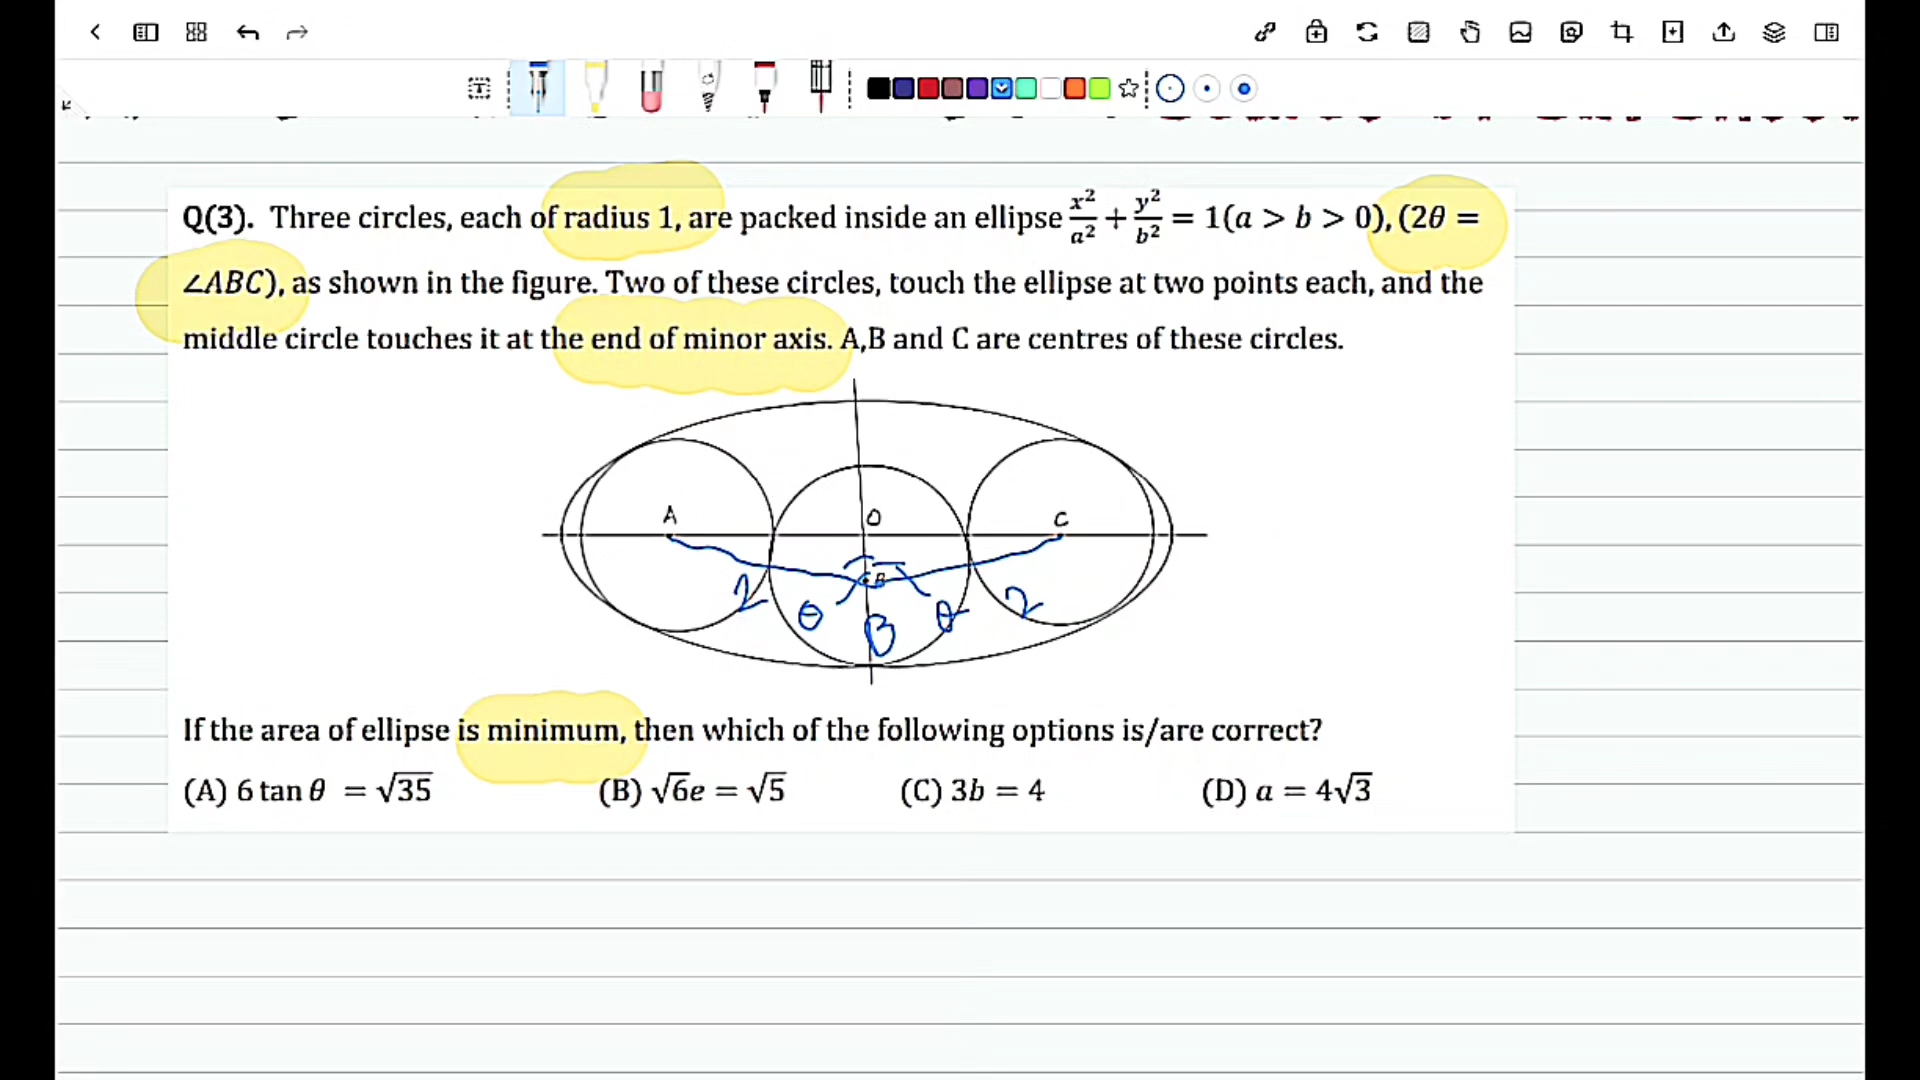 Q(3). Three circles, each of radius 1, are packed inside an ellipse x²/a² + y²/b² = 1(a > b > 0), (2θ =
∠ABC), as shown in the figure. Two of these circles, touch the ellipse at two points each, and the
middle circle touches it at the end of minor axis. A,B and C are centres of these circles.
A O C
B
2 θ B θ 2
If the area of ellipse is minimum, then which of the following options is/are correct?
(A) 6 tan θ = √35 (B) √6e = √5 (C) 3b = 4 (D) a = 4√3